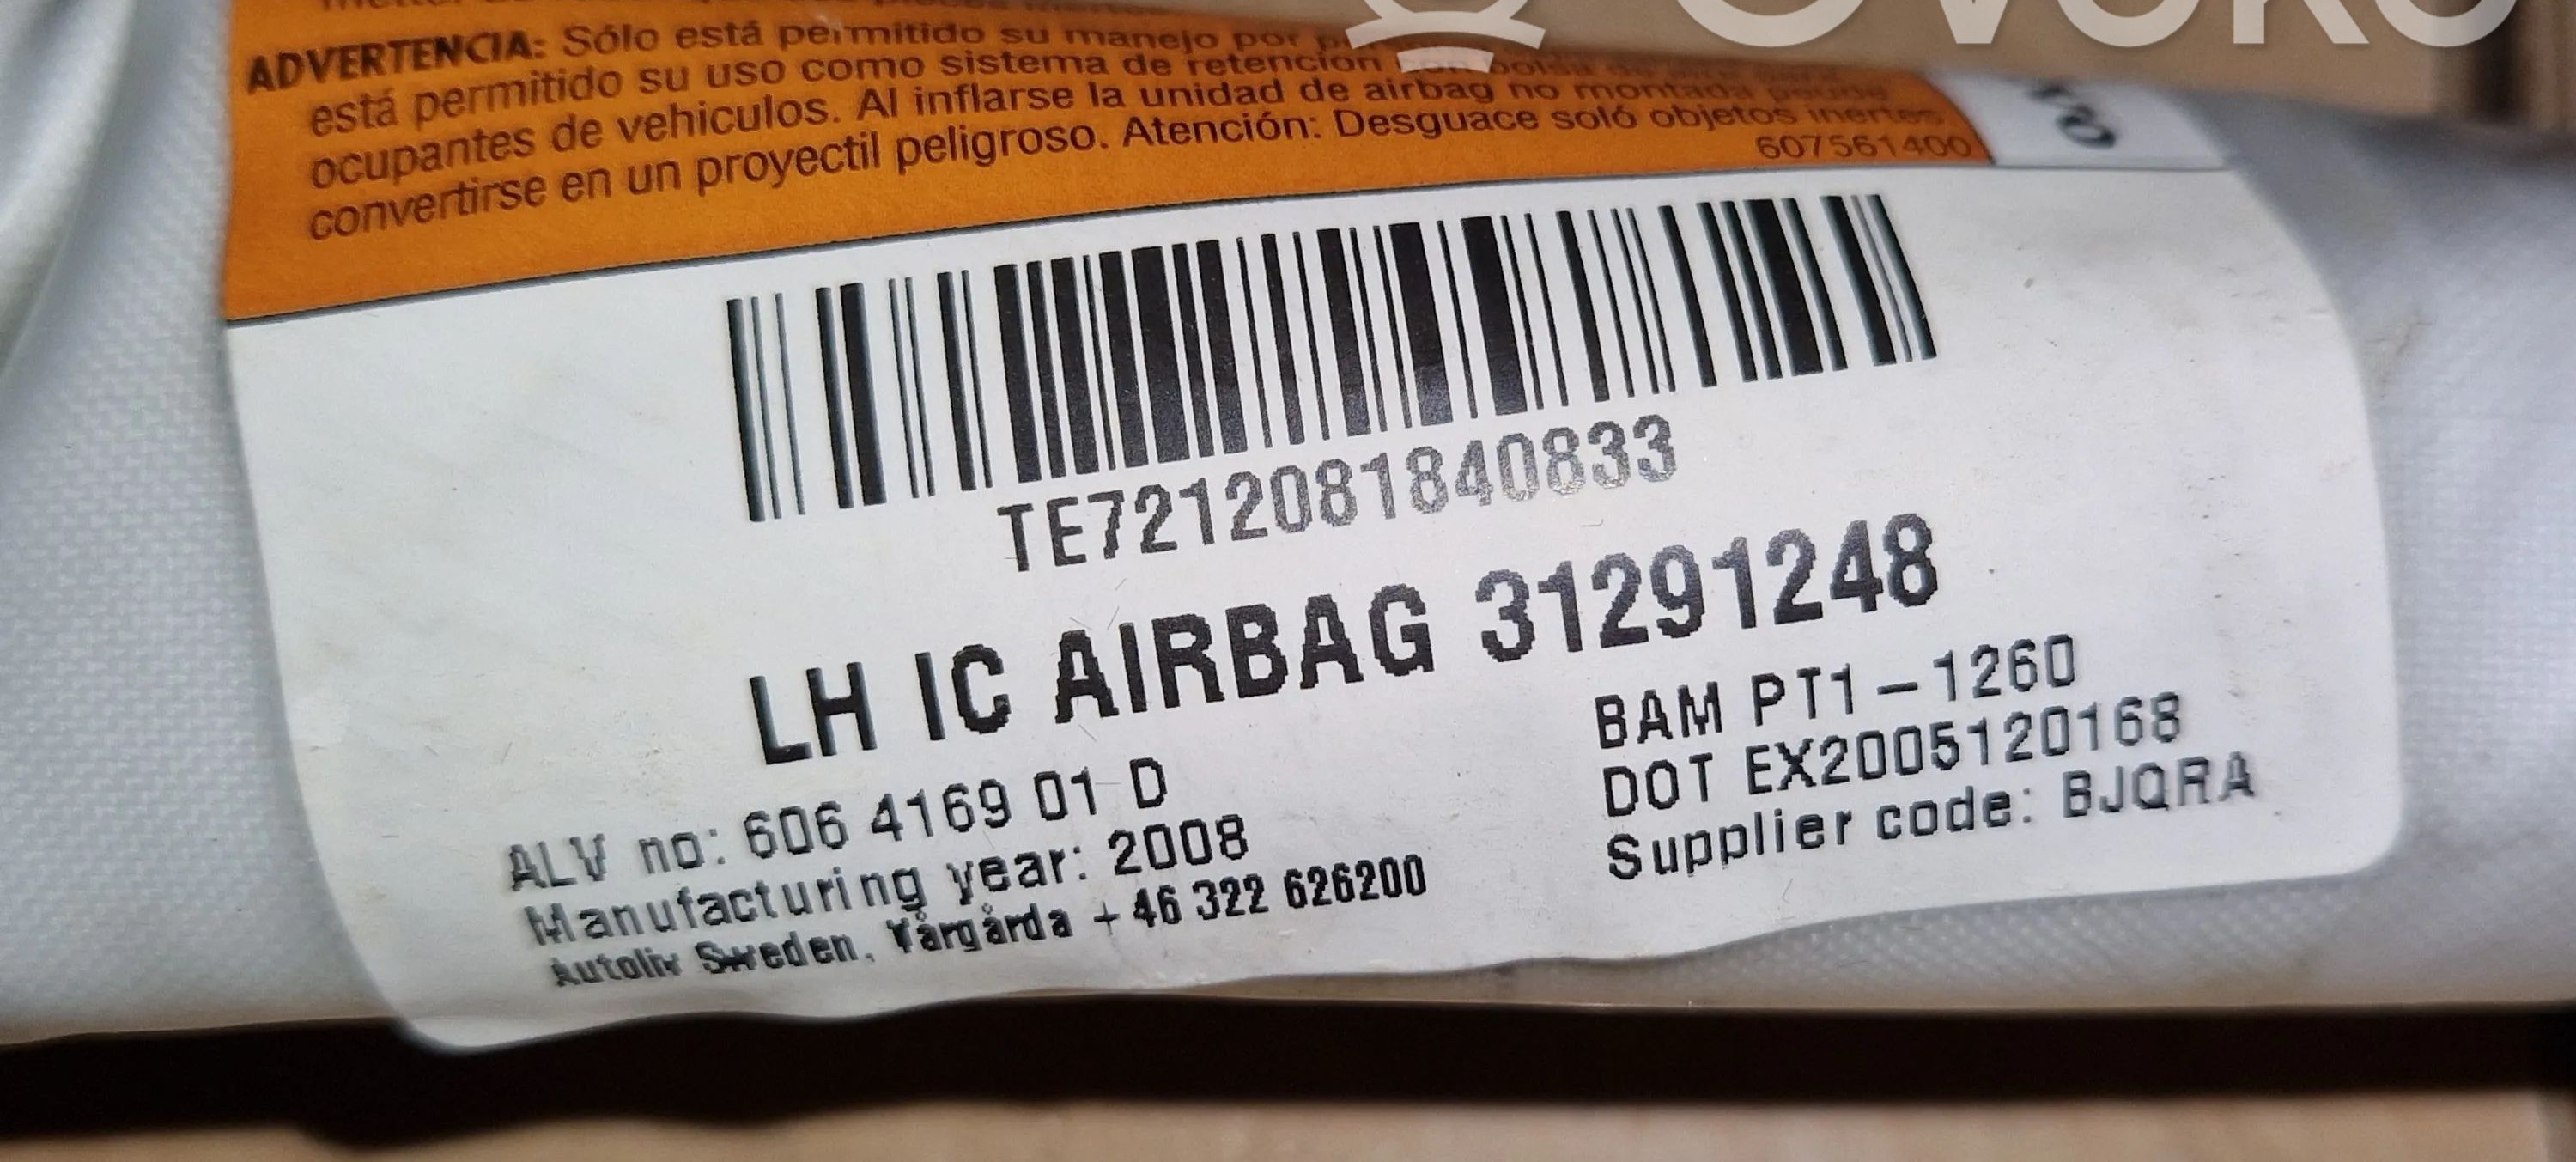 OVOKO
ADVERTENCIA: Sólo está permitido su manejo por
está permitido su uso como sistema de retención con bolsa
ocupantes de vehiculos. Al inflarse la unidad de airbag no montada puede
convertirse en un proyectil peligroso. Atención: Desguace soló objetos inertes
607561400
TE7212081840833
LH IC AIRBAG 31291248
ALV no: 606 4169 01 D
BAM PT1-1260
Manufacturing year: 2008
DOT EX2005120168
Autoliv Sweden, Vårgårda +46 322 626200
Supplier code: BJQRA